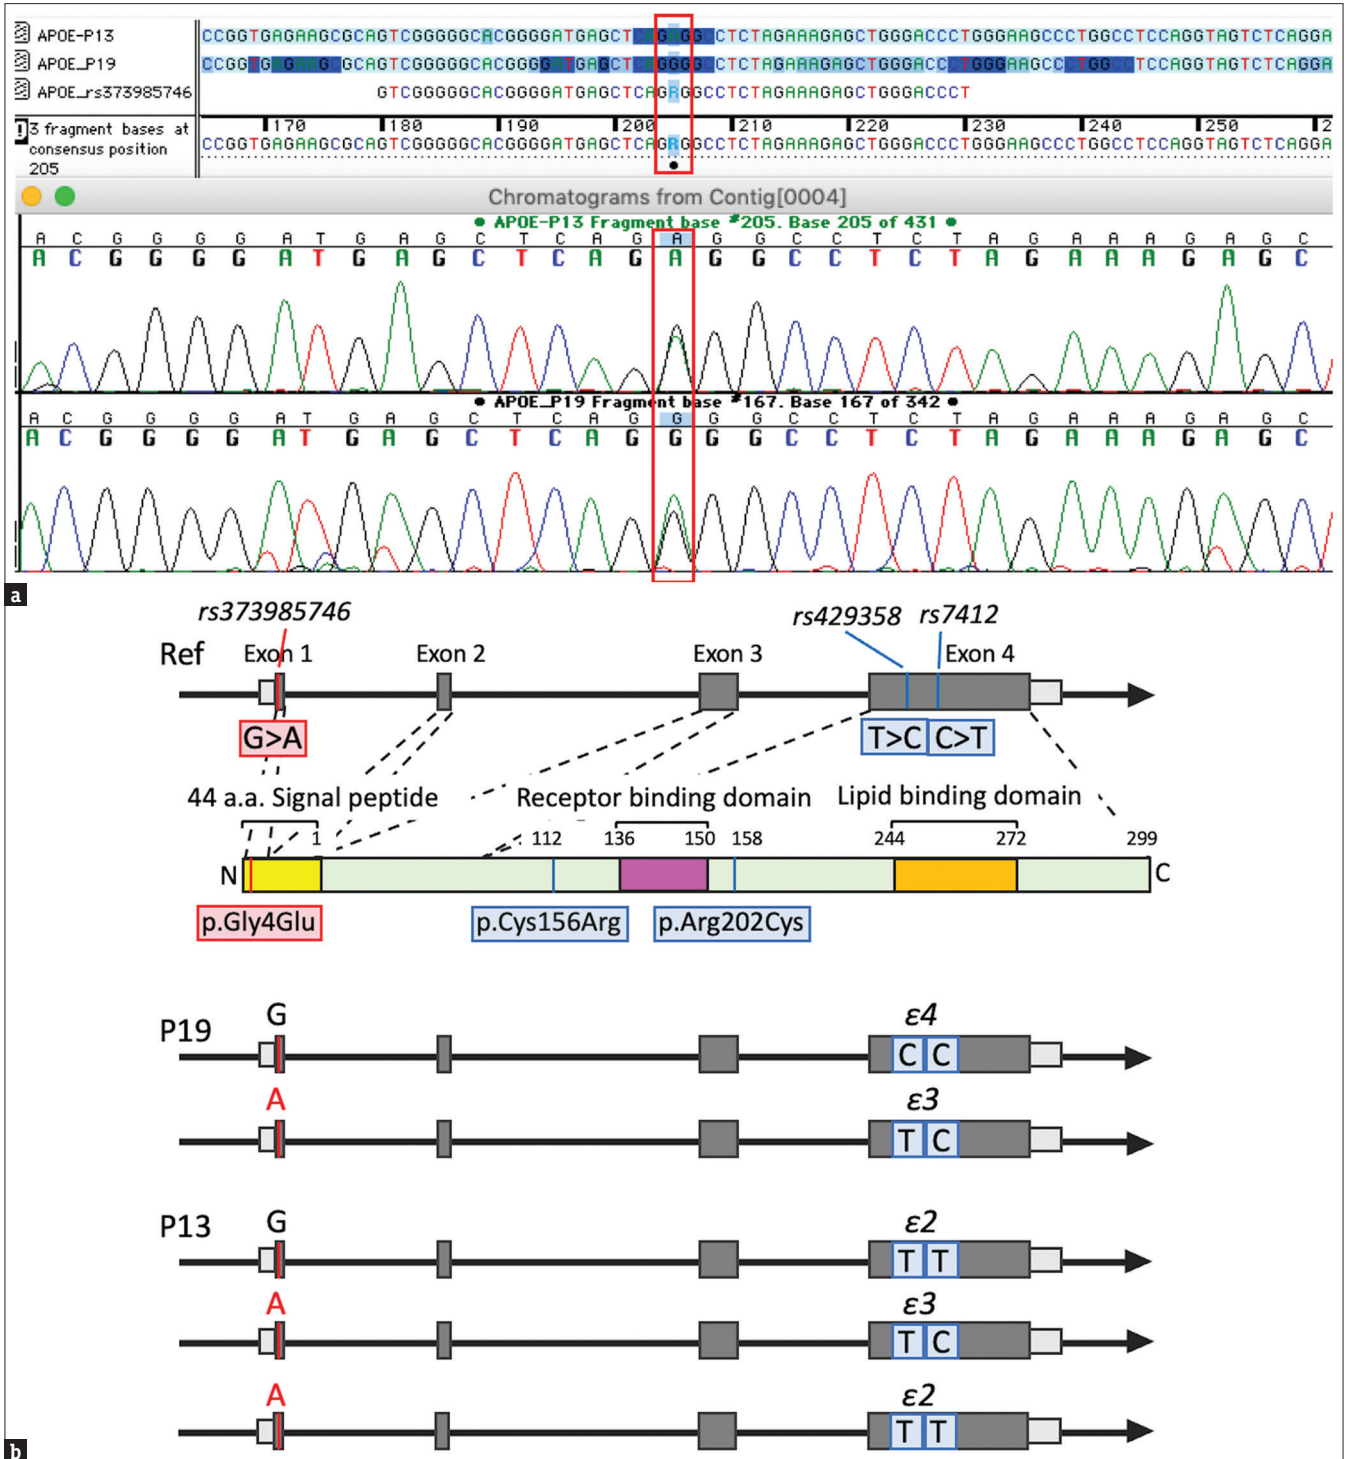 APOE-P13 CCGGTGAGAAGCGCAGTCGGGGGCACGGGGATGAGCTCAGAGGCCTCTAGAAAGAGCTGGGACCCTGGGAAGCCCTGGCCTCCAGGTAGTCTCAGGA
APOE_P19 CCGGTGAGAAGCGCAGTCGGGGGCACGGGGATGAGCTCAGGGGCCTCTAGAAAGAGCTGGGACCCTGGGAAGCCCTGGCCTCCAGGTAGTCTCAGGA
APOE_rs373985746 GTCGGGGGCACGGGGATGAGCTCAGRGGCCTCTAGAAAGAGCTGGGACCCT
3 fragment bases at consensus position 205
170 180 190 200 210 220 230 240 250 2
CCGGTGAGAAGCGCAGTCGGGGGCACGGGGATGAGCTCAGRGGCCTCTAGAAAGAGCTGGGACCCTGGGAAGCCCTGGCCTCCAGGTAGTCTCAGGA
Chromatograms from Contig[0004]
APOE-P13 Fragment base #205. Base 205 of 431
A C G G G G A T G A G C T C A G A G G C C T C T A G A A A G A G C
A C G G G G A T G A G C T C A G A G G C C T C T A G A A A G A G C
APOE_P19 Fragment base #167. Base 167 of 342
A C G G G G A T G A G C T C A G G G G C C T C T A G A A A G A G C
A C G G G G A T G A G C T C A G G G G C C T C T A G A A A G A G C
a
rs373985746
rs429358 rs7412
Ref Exon 1 Exon 2 Exon 3 Exon 4
G>A T>C C>T
44 a.a. Signal peptide Receptor binding domain Lipid binding domain
1 112 136 150 158 244 272 299
N C
p.Gly4Glu p.Cys156Arg p.Arg202Cys
P19 G ε4
C C
A ε3
T C
P13 G ε2
T T
A ε3
T C
A ε2
T T
b